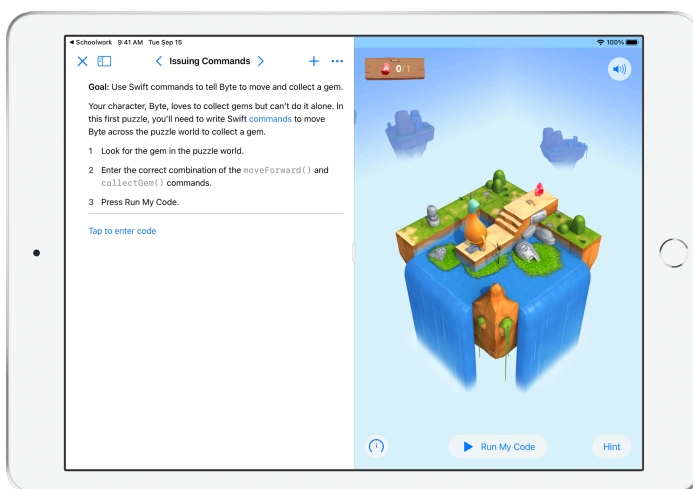 Schoolwork 9:41 AM Tue Sep 15 100%
Issuing Commands
0/1
Goal: Use Swift commands to tell Byte to move and collect a gem.
Your character, Byte, loves to collect gems but can’t do it alone. In
this first puzzle, you’ll need to write Swift commands to move
Byte across the puzzle world to collect a gem.
1 Look for the gem in the puzzle world.
2 Enter the correct combination of the moveForward() and
collectGem() commands.
3 Press Run My Code.
Tap to enter code
Run My Code
Hint